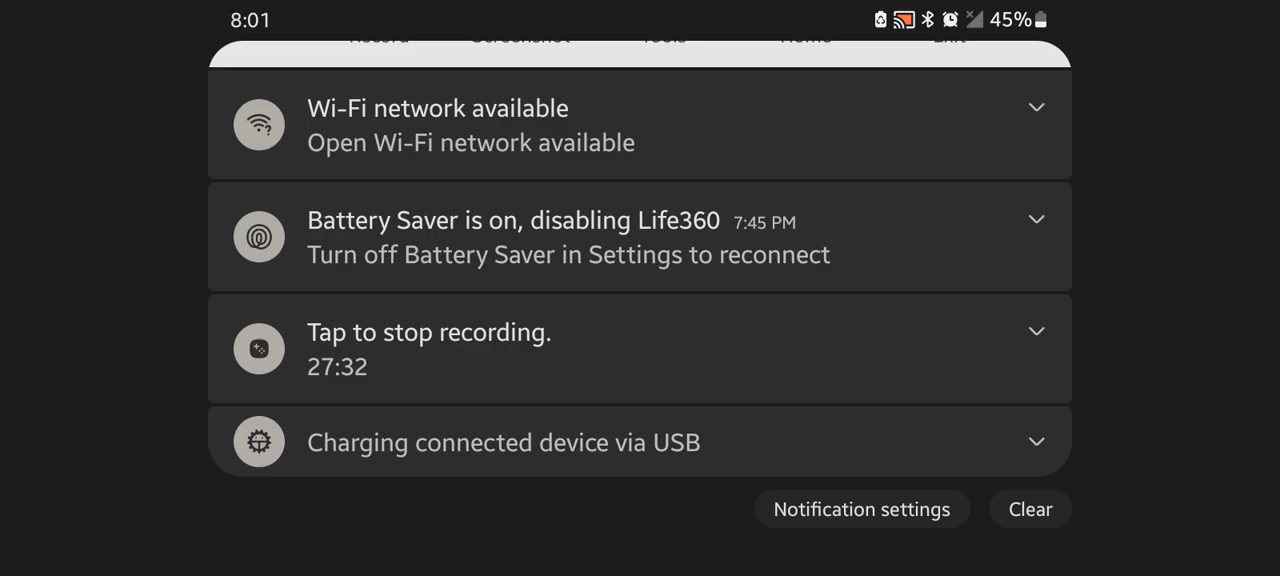 8:01
45%
Wi-Fi network available
Open Wi-Fi network available
Battery Saver is on, disabling Life360 7:45 PM
Turn off Battery Saver in Settings to reconnect
Tap to stop recording.
27:32
Charging connected device via USB
Notification settings
Clear